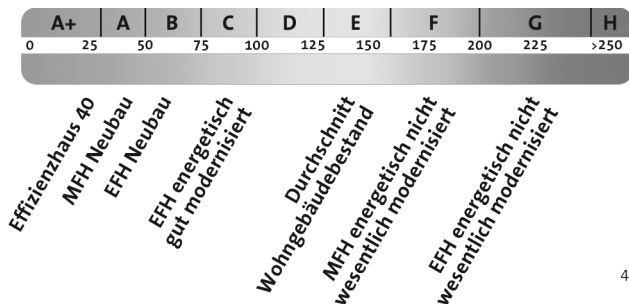 A+ A B C D E F G H
0 25 50 75 100 125 150 175 200 225 >250
Effizienzhaus 40
MFH Neubau
EFH Neubau
EFH energetisch
gut modernisiert
Durchschnitt
Wohngebäudebestand
MFH energetisch nicht
wesentlich modernisiert
EFH energetisch nicht
wesentlich modernisiert
4